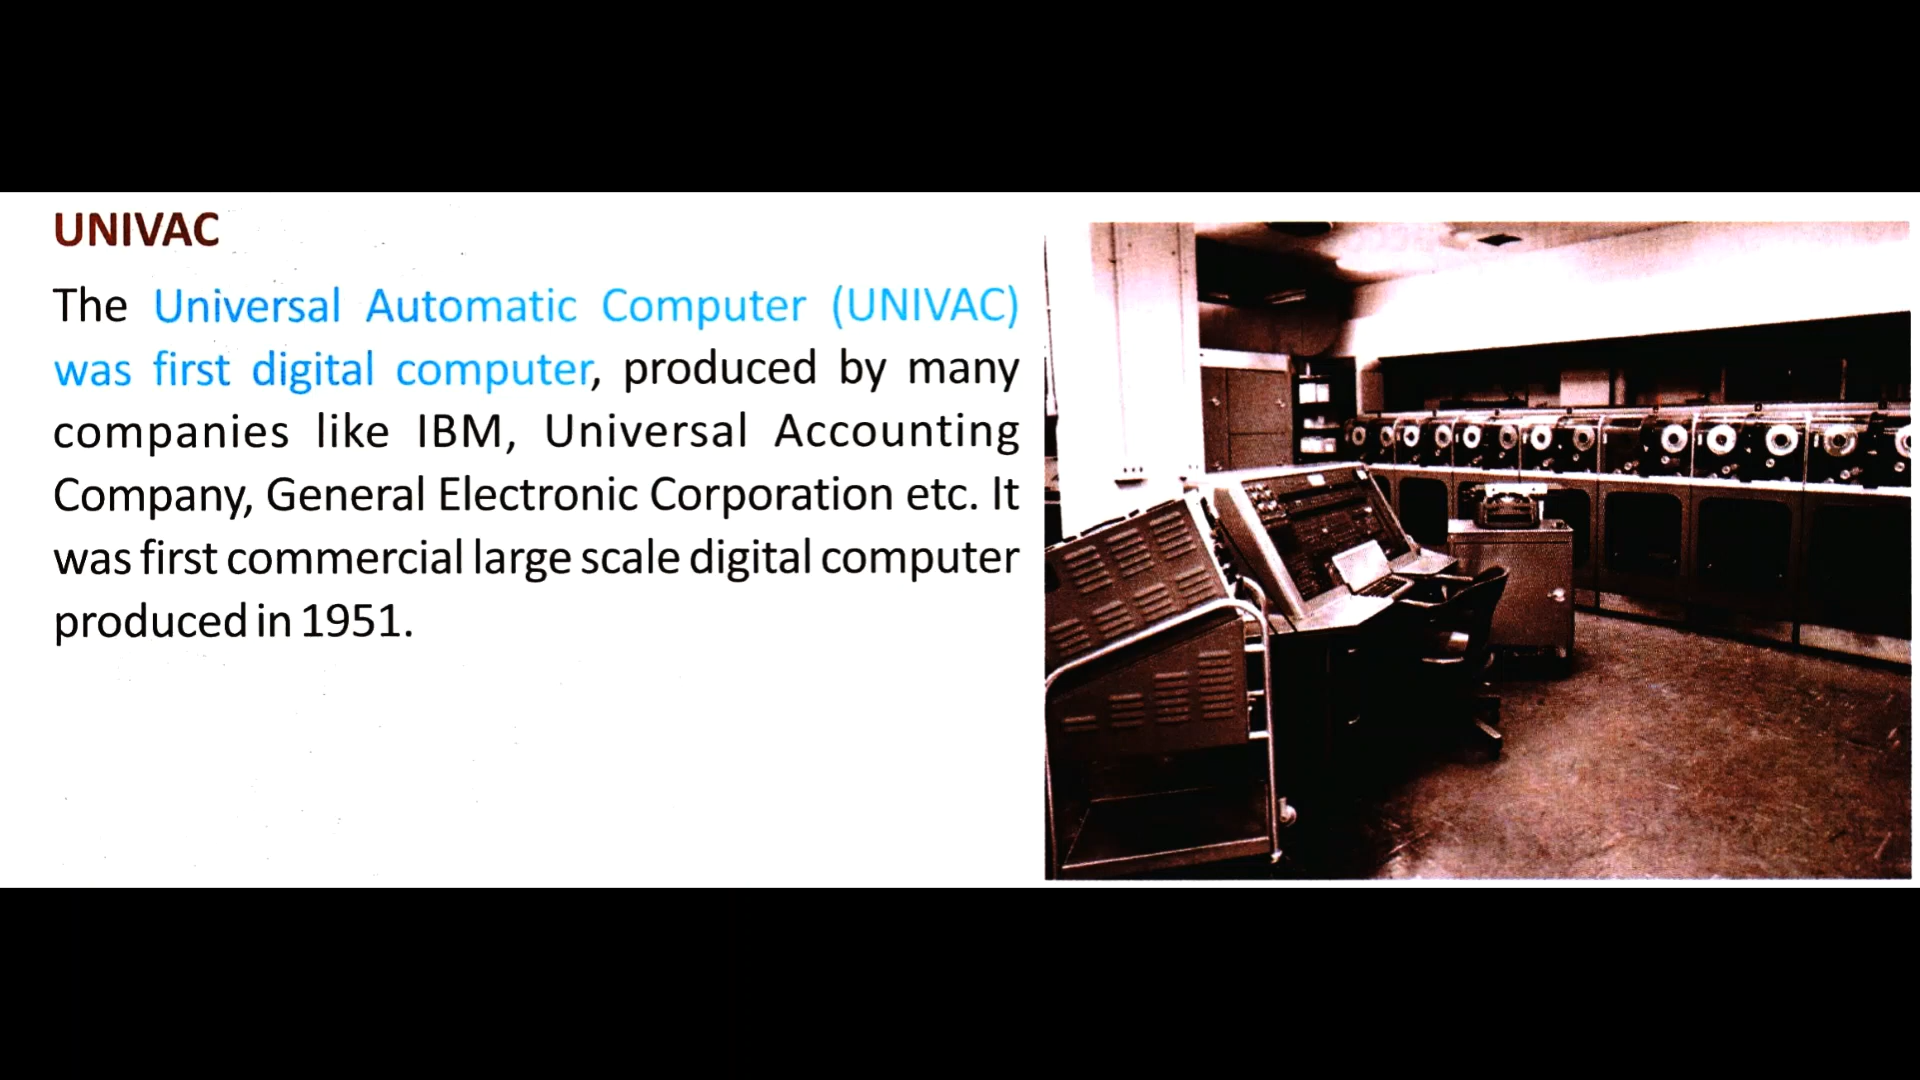 UNIVAC
The Universal Automatic Computer (UNIVAC)
was first digital computer, produced by many
companies like IBM, Universal Accounting
Company, General Electronic Corporation etc. It
was first commercial large scale digital computer
produced in 1951.